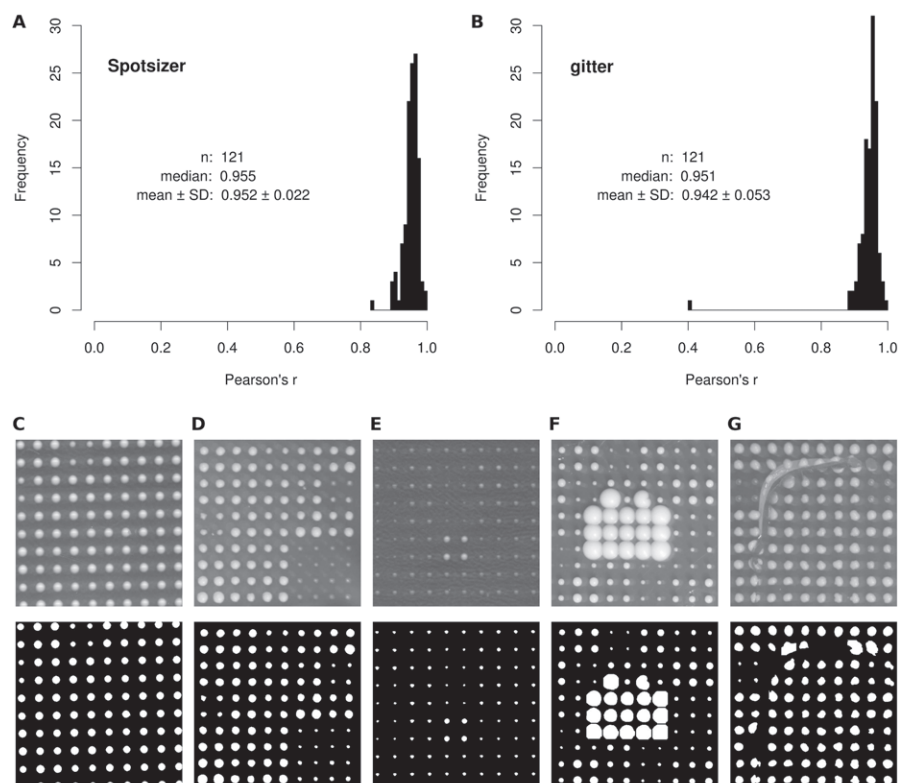 A
Spotsizer
n: 121
median: 0.955
mean ± SD: 0.952 ± 0.022
Frequency
0
5
10
15
20
25
30
0.0 0.2 0.4 0.6 0.8 1.0
Pearson's r
B
gitter
n: 121
median: 0.951
mean ± SD: 0.942 ± 0.053
Frequency
0
5
10
15
20
25
30
0.0 0.2 0.4 0.6 0.8 1.0
Pearson's r
C D E F G